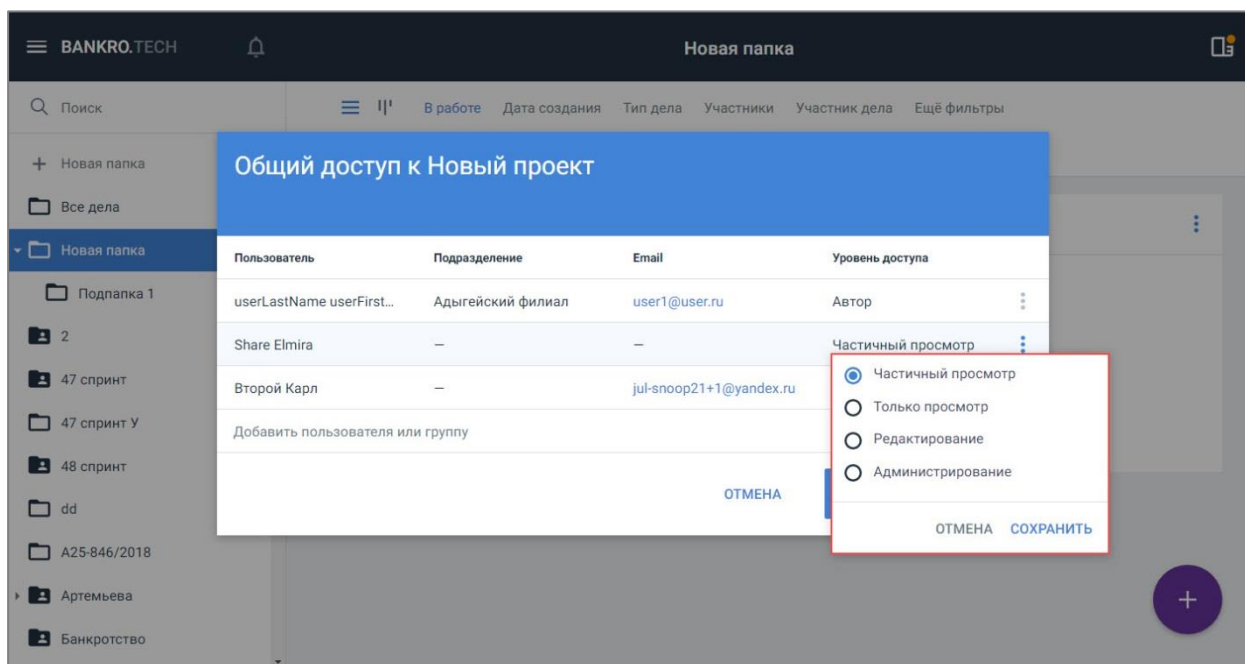 BANKRO.TECH
Новая папка
Поиск
В работе Дата создания Тип дела Участники Участник дела Ещё фильтры
Новая папка
Все дела
Новая папка
Подпапка 1
2
47 спринт
47 спринт У
48 спринт
dd
А25-846/2018
Артемьева
Банкротство
Общий доступ к Новый проект
Пользователь Подразделение Email Уровень доступа
userLastName userFirst... Адыгейский филиал user1@user.ru Автор
Share Elmira — — Частичный просмотр
Второй Карл — jul-snoop21+1@yandex.ru
Добавить пользователя или группу
ОТМЕНА
Частичный просмотр
Только просмотр
Редактирование
Администрирование
ОТМЕНА СОХРАНИТЬ